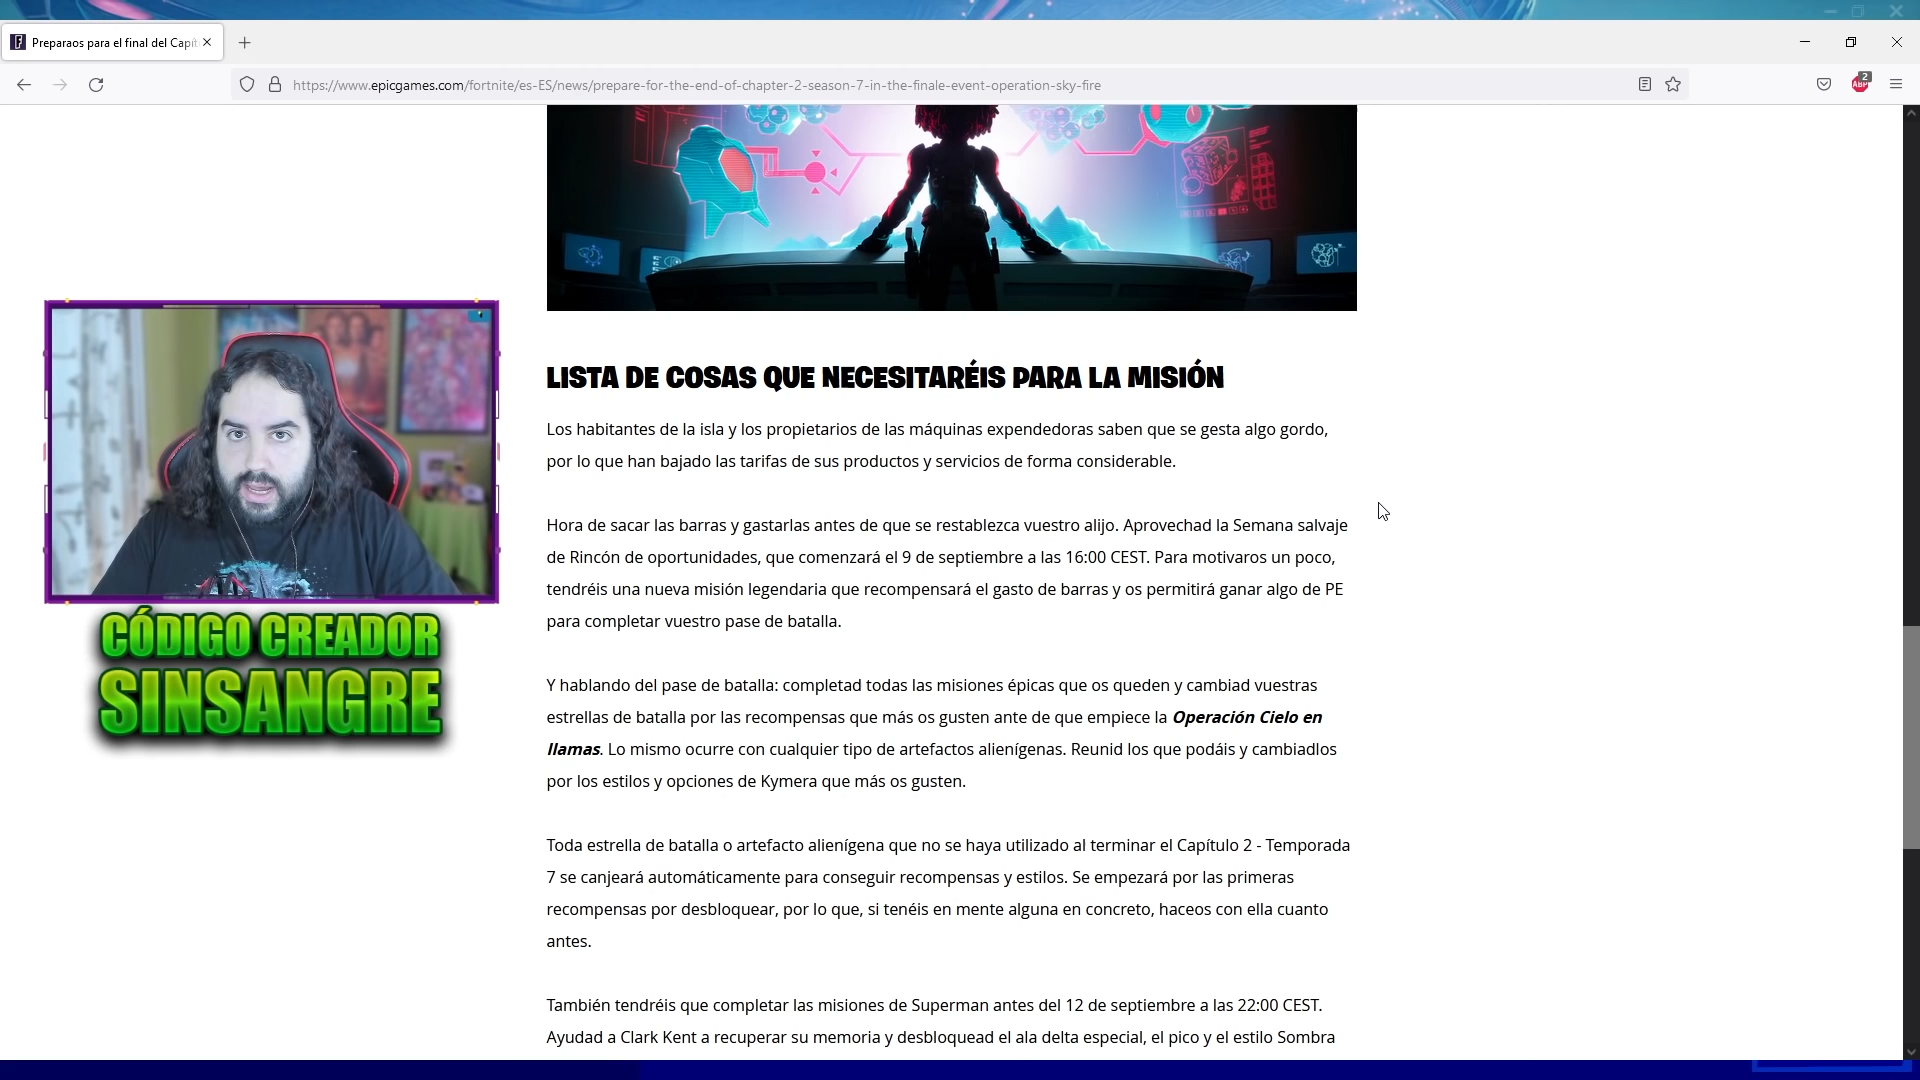 Preparaos para el final del Capít
https://www.epicgames.com/fortnite/es-ES/news/prepare-for-the-end-of-chapter-2-season-7-in-the-finale-event-operation-sky-fire
2
ABP
LISTA DE COSAS QUE NECESITARÉIS PARA LA MISIÓN
Los habitantes de la isla y los propietarios de las máquinas expendedoras saben que se gesta algo gordo,
por lo que han bajado las tarifas de sus productos y servicios de forma considerable.
Hora de sacar las barras y gastarlas antes de que se restablezca vuestro alijo. Aprovechad la Semana salvaje
de Rincón de oportunidades, que comenzará el 9 de septiembre a las 16:00 CEST. Para motivaros un poco,
tendréis una nueva misión legendaria que recompensará el gasto de barras y os permitirá ganar algo de PE
para completar vuestro pase de batalla.
Y hablando del pase de batalla: completad todas las misiones épicas que os queden y cambiad vuestras
estrellas de batalla por las recompensas que más os gusten ante de que empiece la Operación Cielo en
llamas. Lo mismo ocurre con cualquier tipo de artefactos alienígenas. Reunid los que podáis y cambiadlos
por los estilos y opciones de Kymera que más os gusten.
Toda estrella de batalla o artefacto alienígena que no se haya utilizado al terminar el Capítulo 2 - Temporada
7 se canjeará automáticamente para conseguir recompensas y estilos. Se empezará por las primeras
recompensas por desbloquear, por lo que, si tenéis en mente alguna en concreto, haceos con ella cuanto
antes.
También tendréis que completar las misiones de Superman antes del 12 de septiembre a las 22:00 CEST.
Ayudad a Clark Kent a recuperar su memoria y desbloquead el ala delta especial, el pico y el estilo Sombra
CÓDIGO CREADOR
SINSANGRE